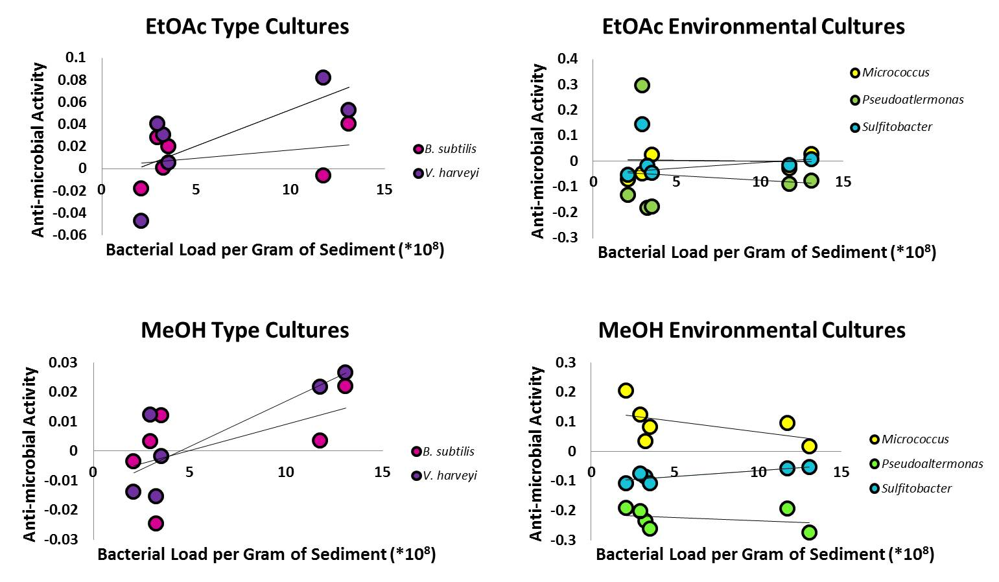 EtOAc Type Cultures
Anti-microbial Activity
0.1
0.08
0.06
0.04
0.02
0
-0.02
-0.04
-0.06
0 5 10 15
Bacterial Load per Gram of Sediment (*10⁸)
B. subtilis
V. harveyi
EtOAc Environmental Cultures
Anti-microbial Activity
0.4
0.3
0.2
0.1
0
-0.1
-0.2
-0.3
0 5 10 15
Bacterial Load per Gram of Sediment (*10⁸)
Micrococcus
Pseudoatlermonas
Sulfitobacter
MeOH Type Cultures
Anti-microbial Activity
0.03
0.02
0.01
0
-0.01
-0.02
-0.03
0 5 10 15
Bacterial Load per Gram of Sediment (*10⁸)
B. subtilis
V. harveyi
MeOH Environmental Cultures
Anti-microbial Activity
0.3
0.2
0.1
0
-0.1
-0.2
-0.3
0 5 10 15
Bacterial Load per Gram of Sediment (*10⁸)
Micrococcus
Pseudoaltermonas
Sulfitobacter